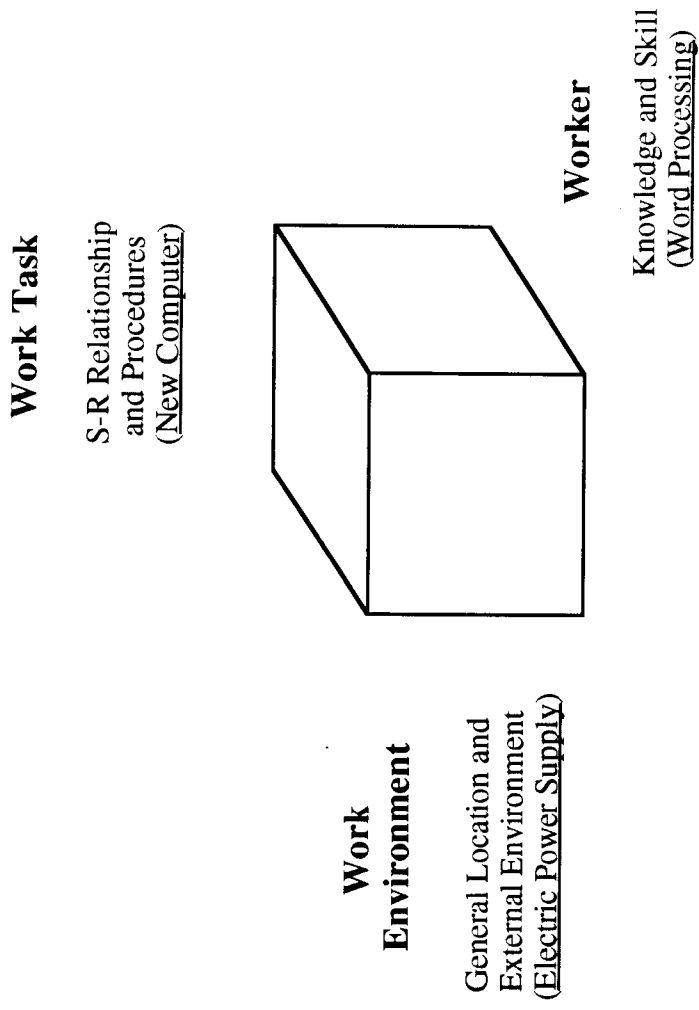 Work Task
S-R Relationship
and Procedures
(New Computer)
Work
Environment
General Location and
External Environment
(Electric Power Supply)
Worker
Knowledge and Skill
(Word Processing)